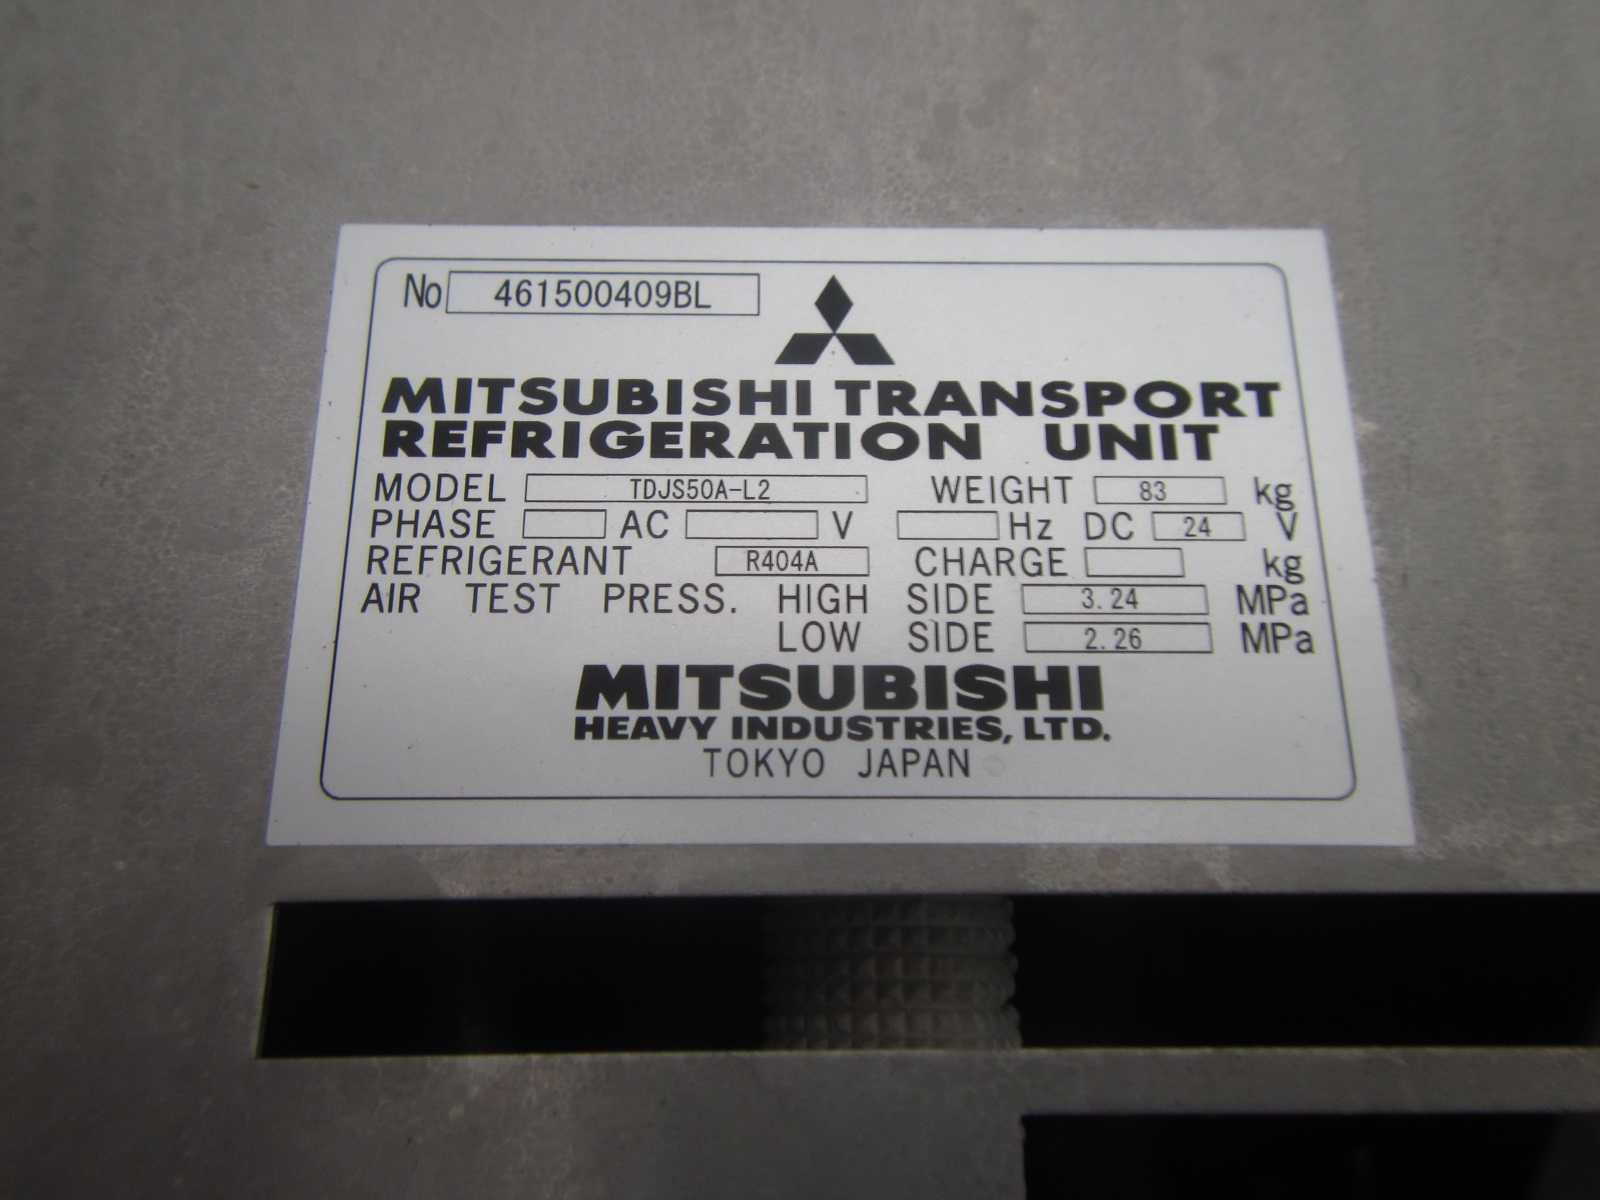 No 461500409BL
MITSUBISHI TRANSPORT
REFRIGERATION UNIT
MODEL TDJS50A-L2 WEIGHT 83 kg
PHASE AC V Hz DC 24 V
REFRIGERANT R404A CHARGE kg
AIR TEST PRESS. HIGH SIDE 3.24 MPa
LOW SIDE 2.26 MPa
MITSUBISHI
HEAVY INDUSTRIES, LTD.
TOKYO JAPAN